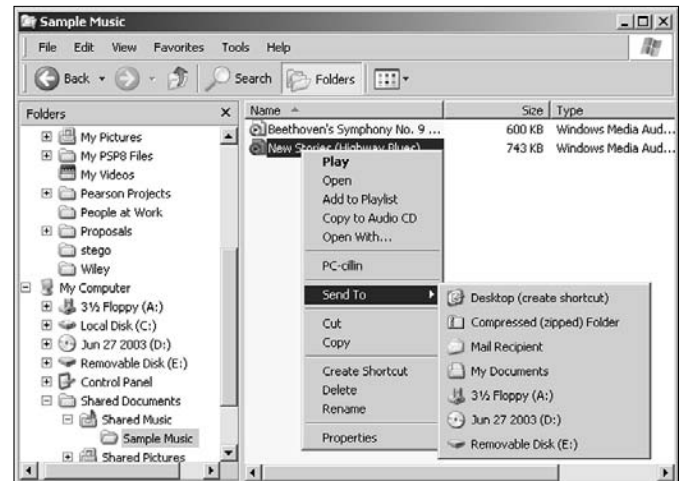 Sample Music
File Edit View Favorites Tools Help
Back Search Folders
Folders
My Pictures
My PSP8 Files
My Videos
Pearson Projects
People at Work
Proposals
stego
Wiley
My Computer
3½ Floppy (A:)
Local Disk (C:)
Jun 27 2003 (D:)
Removable Disk (E:)
Control Panel
Shared Documents
Shared Music
Sample Music
Shared Pictures
Name Size Type
Beethoven's Symphony No. 9 ... 600 KB Windows Media Aud...
New Stories (Highway Blues) 743 KB Windows Media Aud...
Play
Open
Add to Playlist
Copy to Audio CD
Open With...
PC-cillin
Send To
Cut
Copy
Create Shortcut
Delete
Rename
Properties
Desktop (create shortcut)
Compressed (zipped) Folder
Mail Recipient
My Documents
3½ Floppy (A:)
Jun 27 2003 (D:)
Removable Disk (E:)